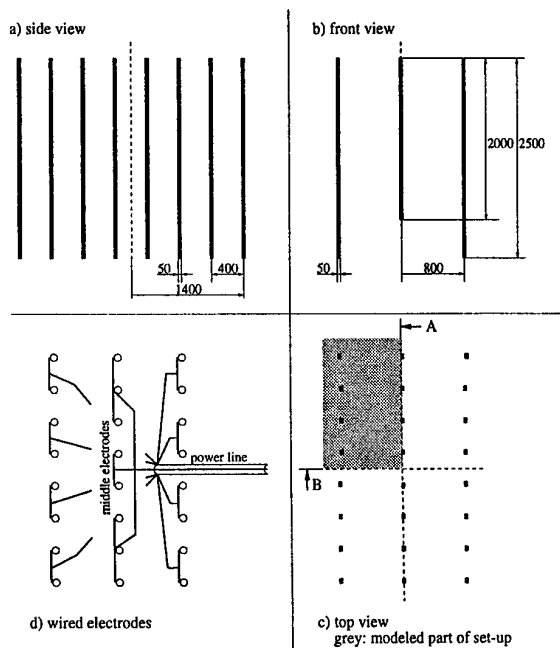 a) side view
50
400
1400
b) front view
2000
2500
50
800
middle electrodes
power line
d) wired electrodes
A
B
c) top view
grey: modeled part of set-up